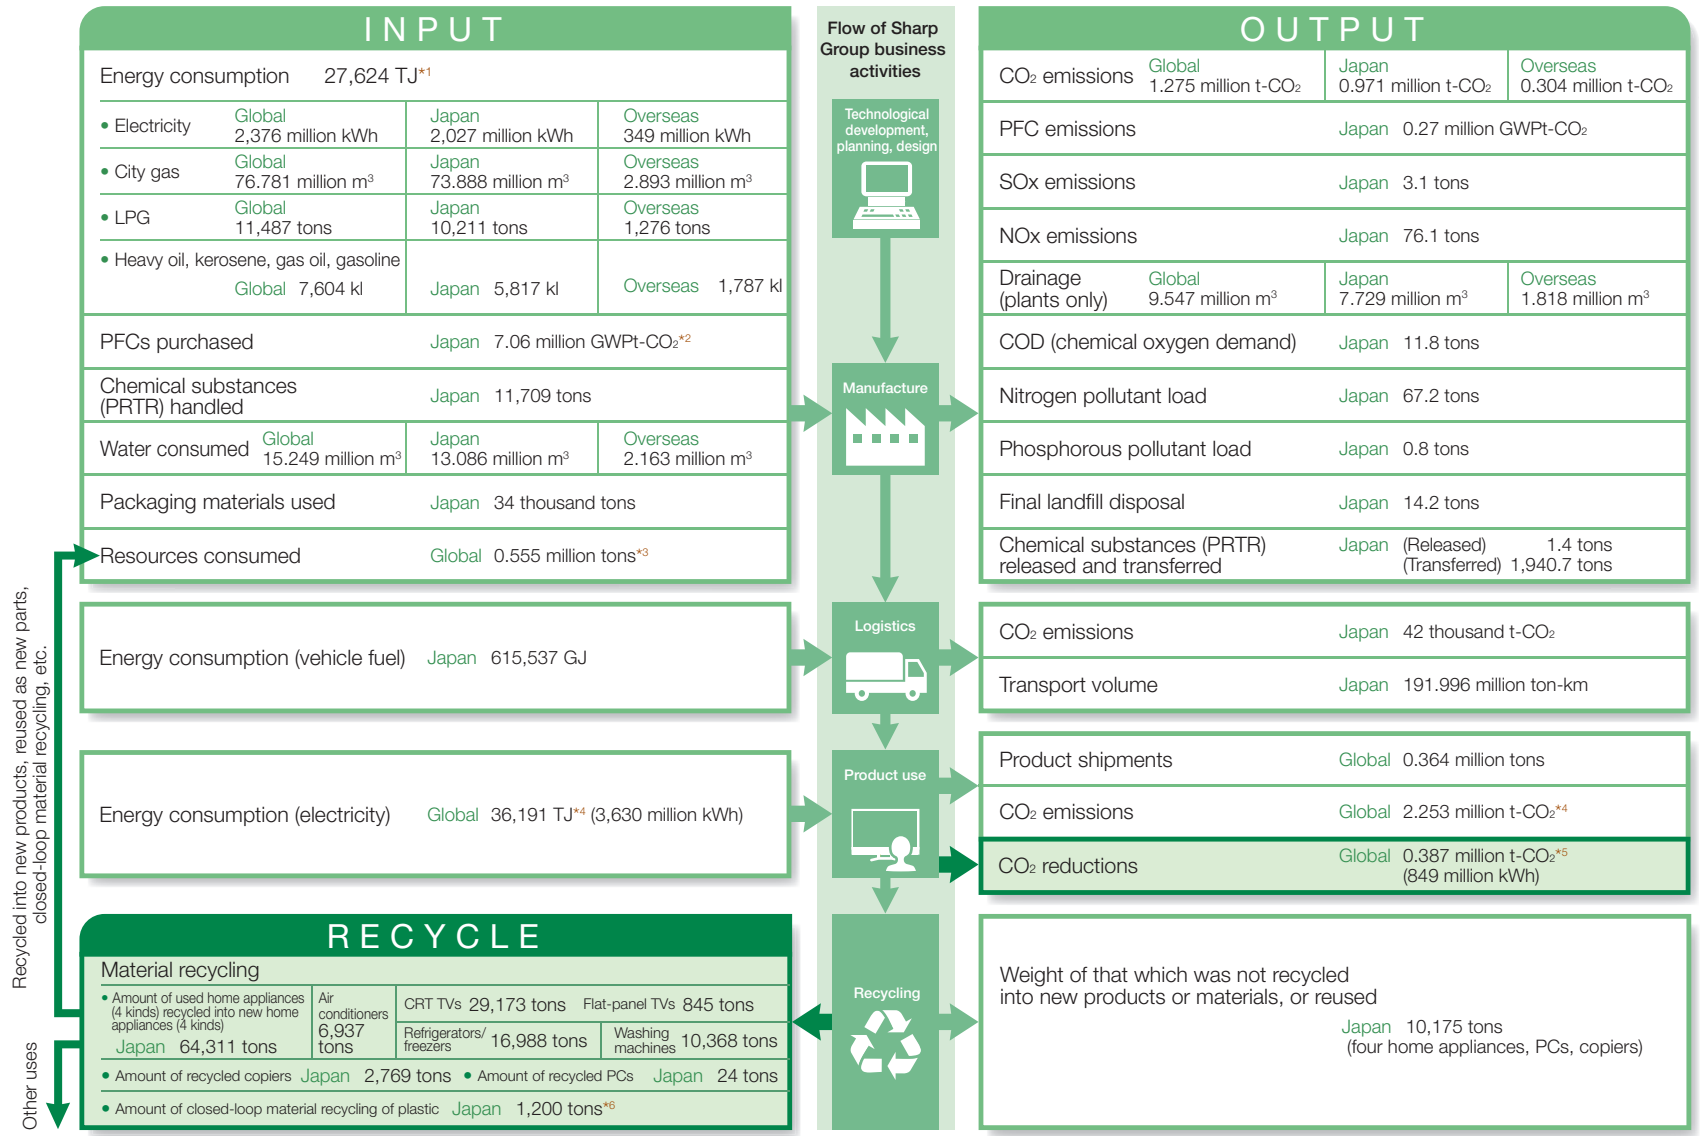 INPUT
Energy consumption 27,624 TJ*1
• Electricity
Global
2,376 million kWh
Japan
2,027 million kWh
Overseas
349 million kWh
• City gas
Global
76.781 million m3
Japan
73.888 million m3
Overseas
2.893 million m3
• LPG
Global
11,487 tons
Japan
10,211 tons
Overseas
1,276 tons
• Heavy oil, kerosene, gas oil, gasoline
Global 7,604 kl
Japan 5,817 kl
Overseas 1,787 kl
PFCs purchased
Japan 7.06 million GWPt-CO2*2
Chemical substances
(PRTR) handled
Japan 11,709 tons
Water consumed
Global
15.249 million m3
Japan
13.086 million m3
Overseas
2.163 million m3
Packaging materials used
Japan 34 thousand tons
Resources consumed
Global 0.555 million tons*3
Energy consumption (vehicle fuel) Japan 615,537 GJ
Energy consumption (electricity) Global 36,191 TJ*4 (3,630 million kWh)
Flow of Sharp
Group business
activities
Technological
development,
planning, design
Manufacture
Logistics
Product use
Recycling
OUTPUT
CO2 emissions
Global
1.275 million t-CO2
Japan
0.971 million t-CO2
Overseas
0.304 million t-CO2
PFC emissions
Japan 0.27 million GWPt-CO2
SOx emissions
Japan 3.1 tons
NOx emissions
Japan 76.1 tons
Drainage
(plants only)
Global
9.547 million m3
Japan
7.729 million m3
Overseas
1.818 million m3
COD (chemical oxygen demand)
Japan 11.8 tons
Nitrogen pollutant load
Japan 67.2 tons
Phosphorous pollutant load
Japan 0.8 tons
Final landfill disposal
Japan 14.2 tons
Chemical substances (PRTR)
released and transferred
Japan (Released) 1.4 tons
(Transferred) 1,940.7 tons
CO2 emissions
Japan 42 thousand t-CO2
Transport volume
Japan 191.996 million ton-km
Product shipments
Global 0.364 million tons
CO2 emissions
Global 2.253 million t-CO2*4
CO2 reductions
Global 0.387 million t-CO2*5
(849 million kWh)
Weight of that which was not recycled
into new products or materials, or reused
Japan 10,175 tons
(four home appliances, PCs, copiers)
RECYCLE
Material recycling
• Amount of used home appliances
(4 kinds) recycled into new home
appliances (4 kinds)
Japan 64,311 tons
Air
conditioners
6,937
tons
CRT TVs 29,173 tons
Flat-panel TVs 845 tons
Refrigerators/
freezers
16,988 tons
Washing
machines
10,368 tons
• Amount of recycled copiers Japan 2,769 tons
• Amount of recycled PCs Japan 24 tons
• Amount of closed-loop material recycling of plastic Japan 1,200 tons*6
Recycled into new products, reused as new parts,
closed-loop material recycling, etc.
Other uses